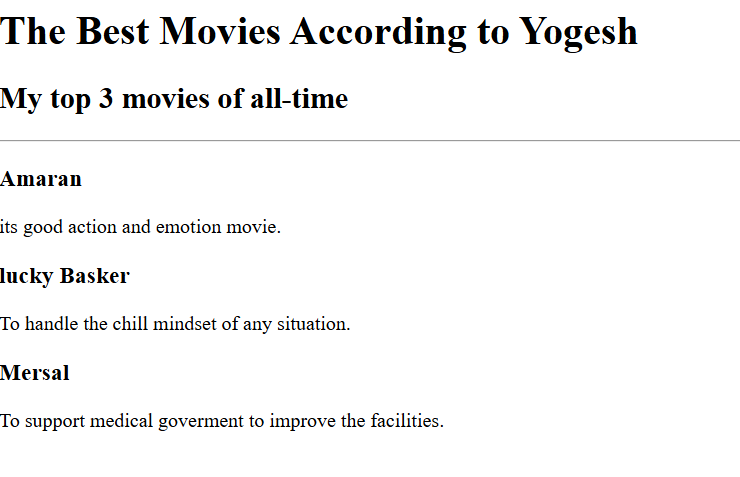 The Best Movies According to Yogesh
My top 3 movies of all-time
Amaran
its good action and emotion movie.
lucky Basker
To handle the chill mindset of any situation.
Mersal
To support medical goverment to improve the facilities.